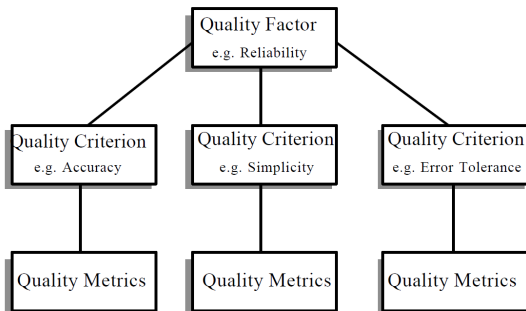 Quality Factor
e.g. Reliability
Quality Criterion
e.g. Accuracy
Quality Criterion
e.g. Simplicity
Quality Criterion
e.g. Error Tolerance
Quality Metrics
Quality Metrics
Quality Metrics